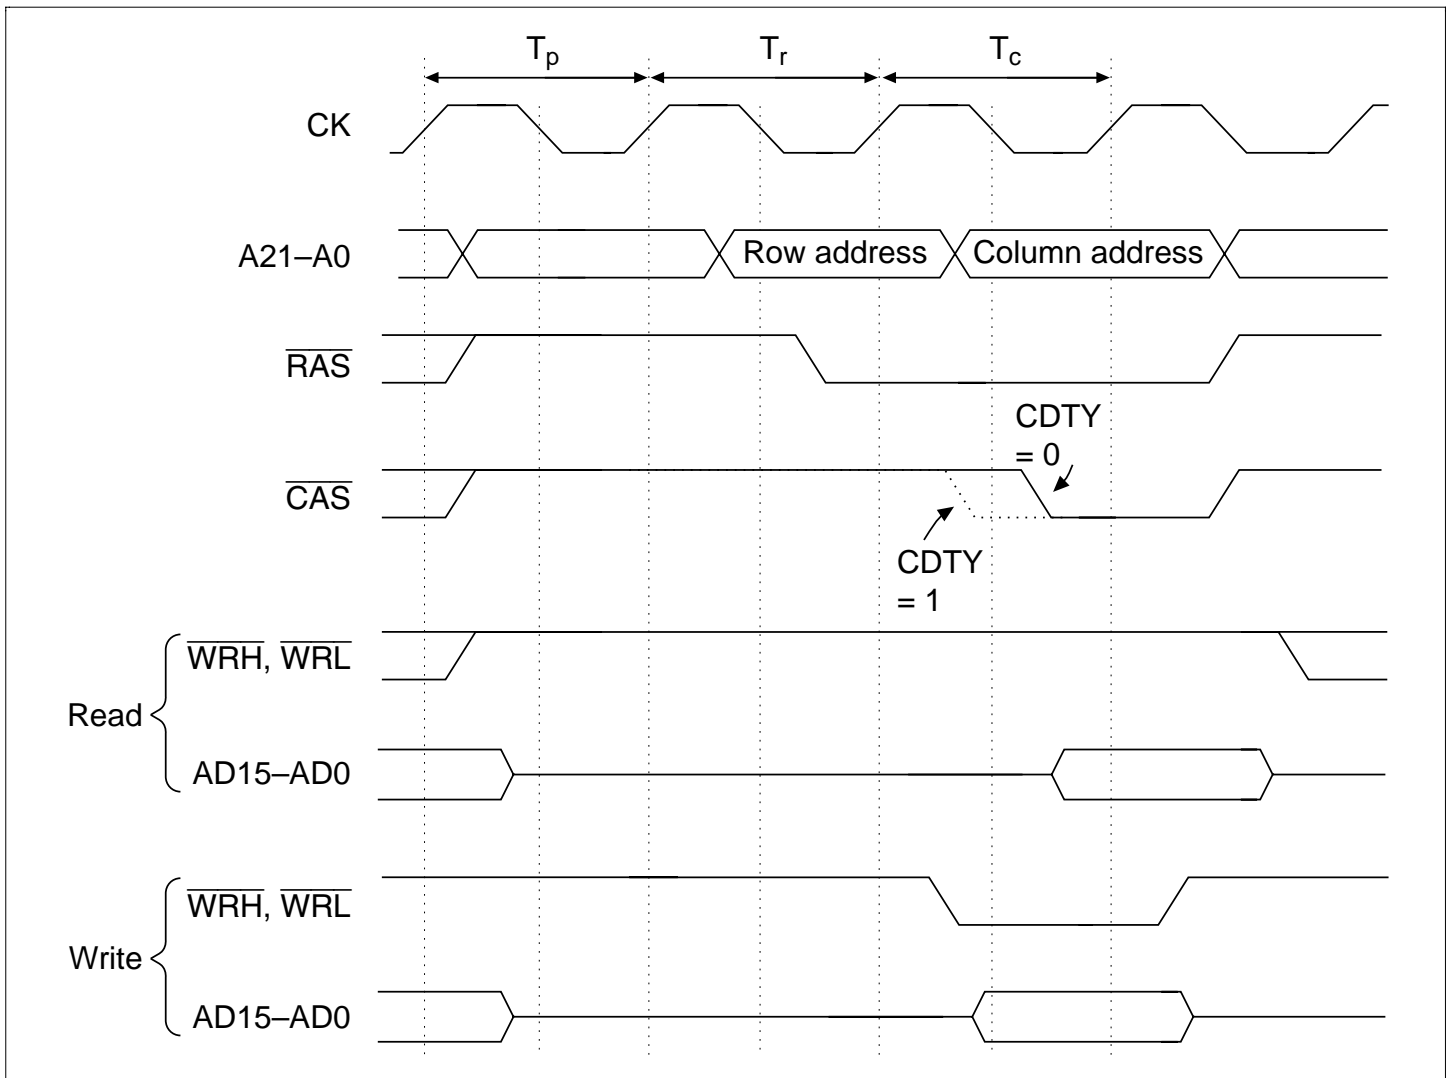 Tp Tr Tc
CK
A21–A0 Row address Column address
RAS
CDTY
= 0
CAS
CDTY
= 1
WRH, WRL
Read
AD15–AD0
WRH, WRL
Write
AD15–AD0